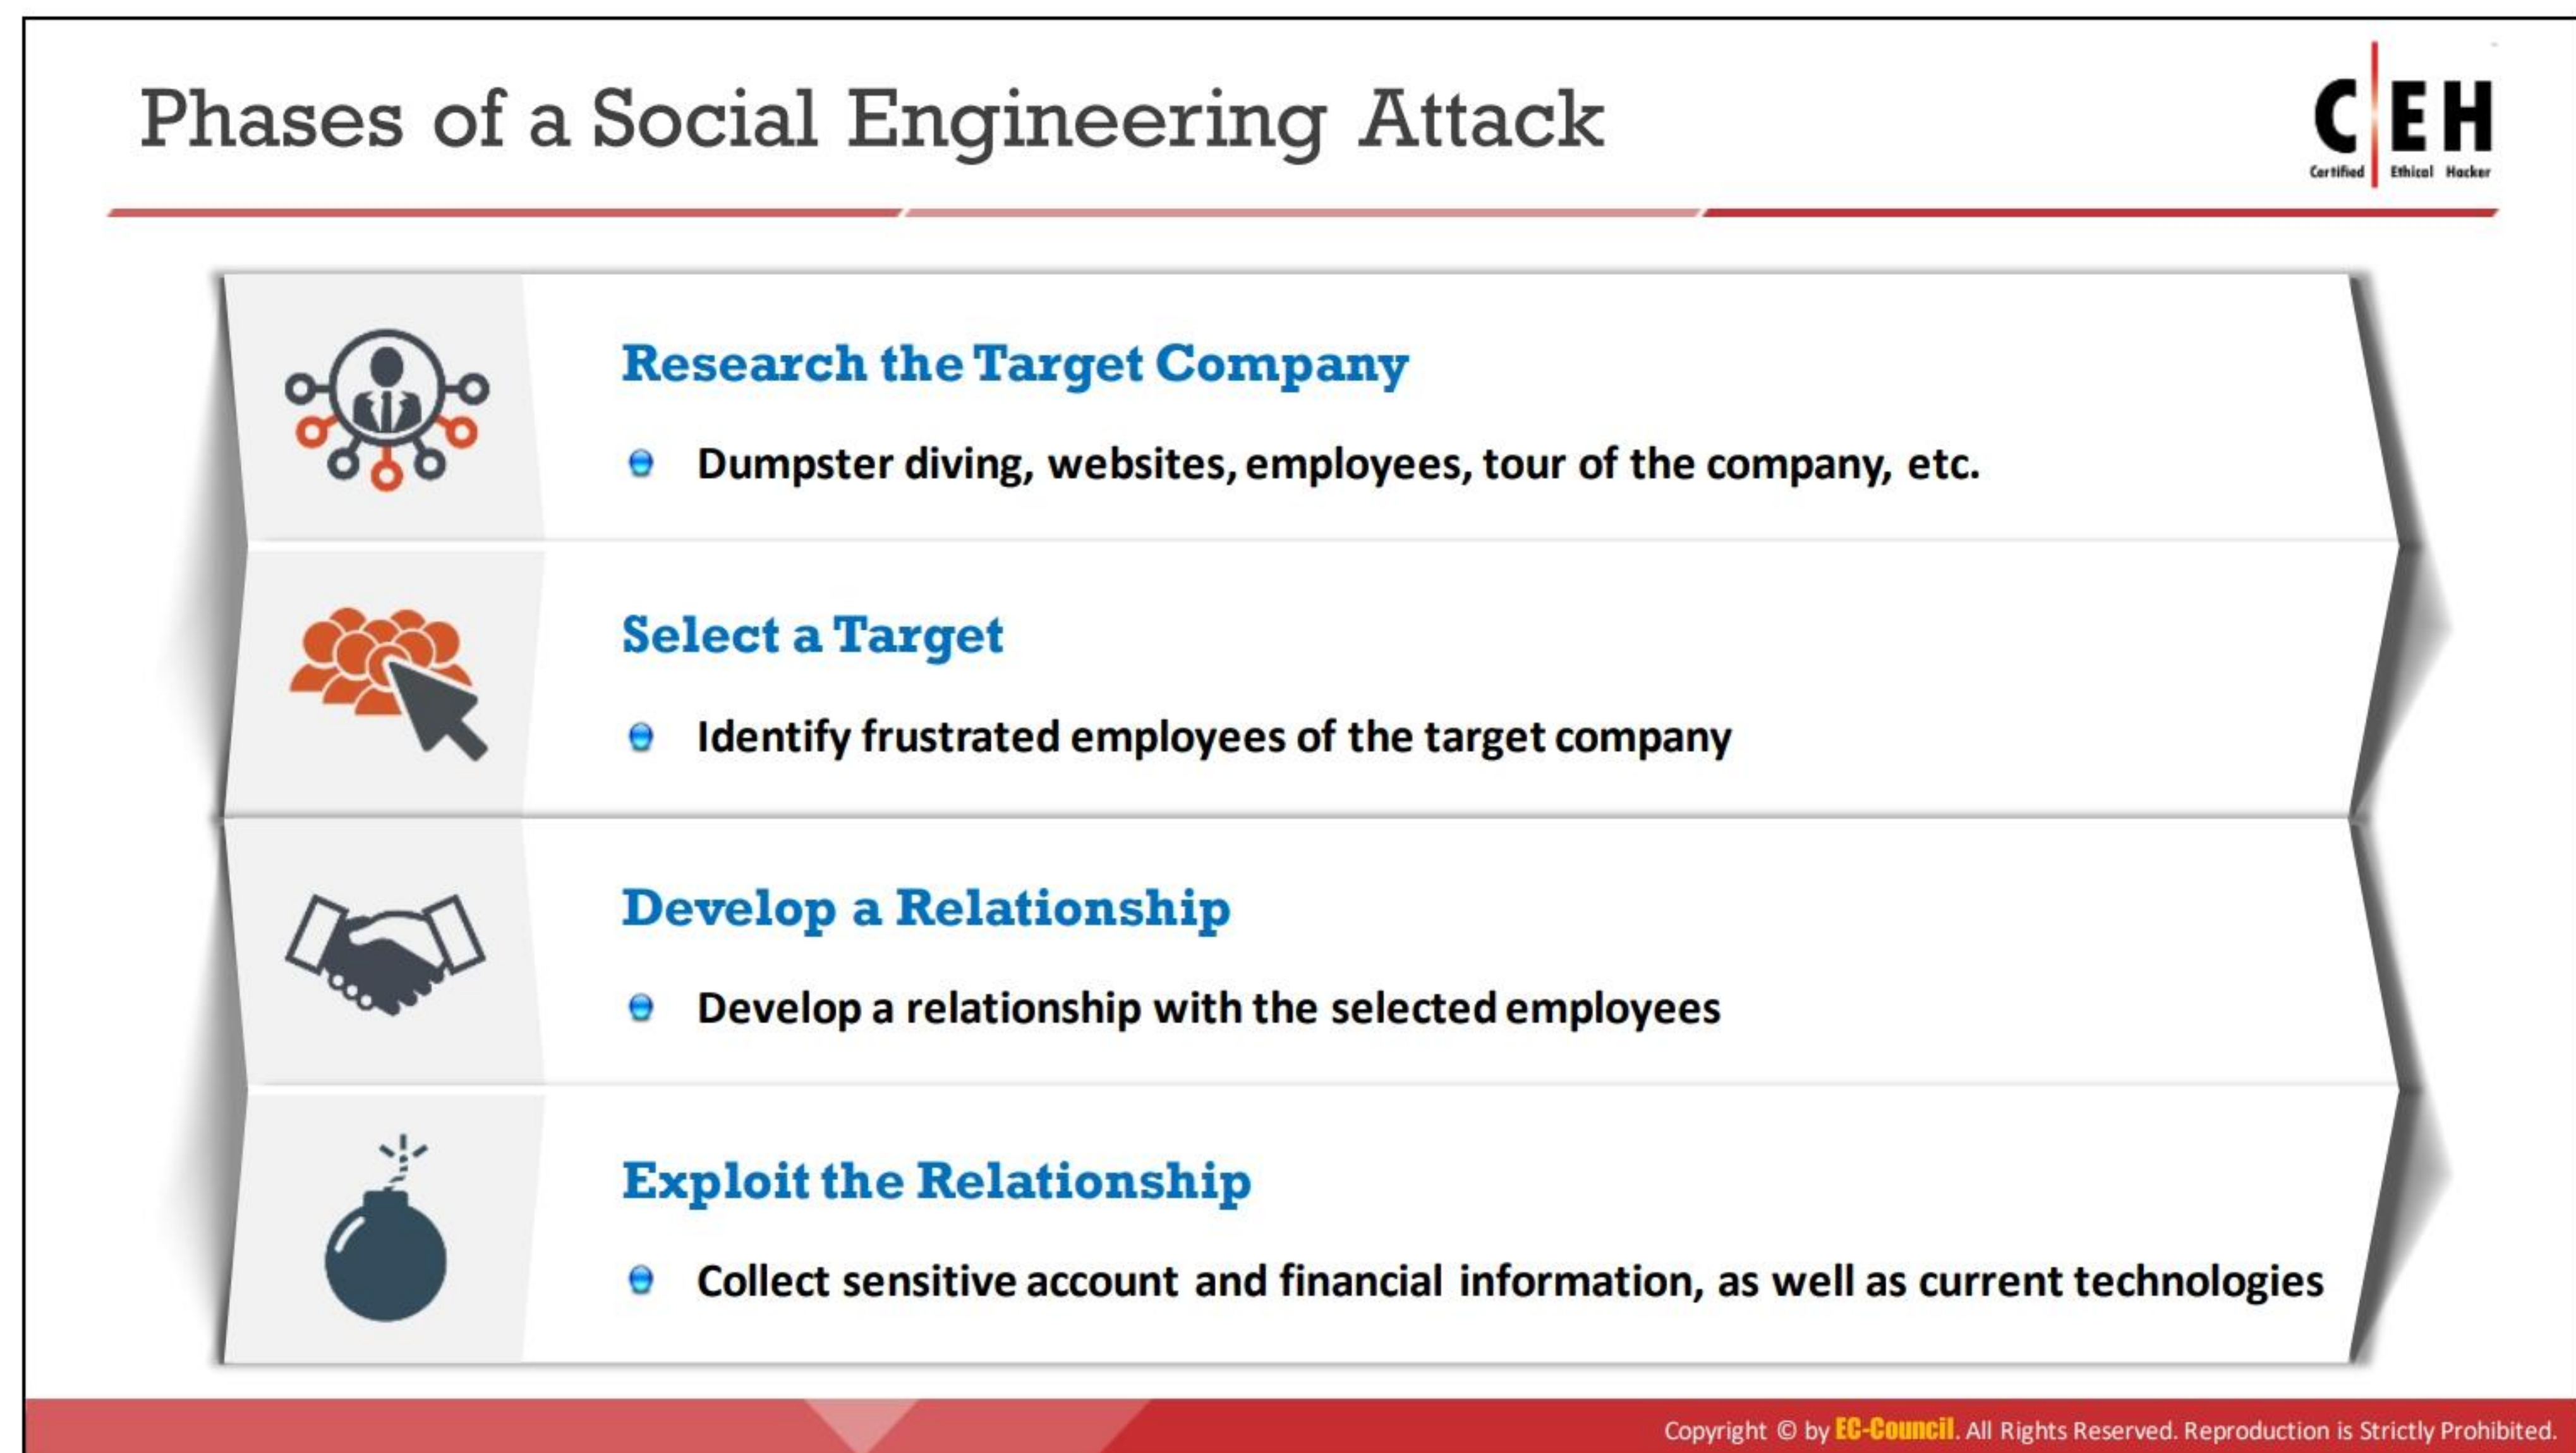 Phases of a Social Engineering Attack
C EH
Certified Ethical Hacker
Research the Target Company
Dumpster diving, websites, employees, tour of the company, etc.
Select a Target
Identify frustrated employees of the target company
Develop a Relationship
Develop a relationship with the selected employees
Exploit the Relationship
Collect sensitive account and financial information, as well as current technologies
Copyright © by EC-Council. All Rights Reserved. Reproduction is Strictly Prohibited.